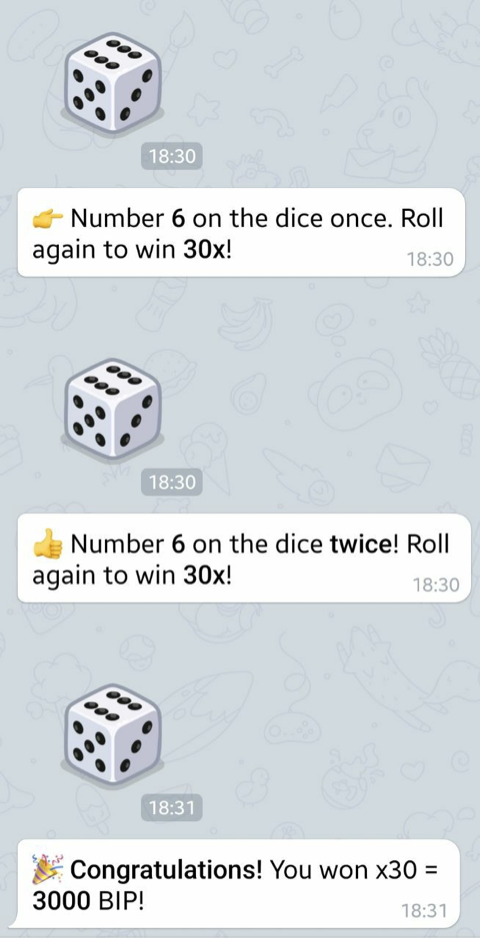 18:30
👉 Number 6 on the dice once. Roll
again to win 30x!
18:30
18:30
👍 Number 6 on the dice twice! Roll
again to win 30x!
18:30
18:31
🎉 Congratulations! You won x30 =
3000 BIP!
18:31